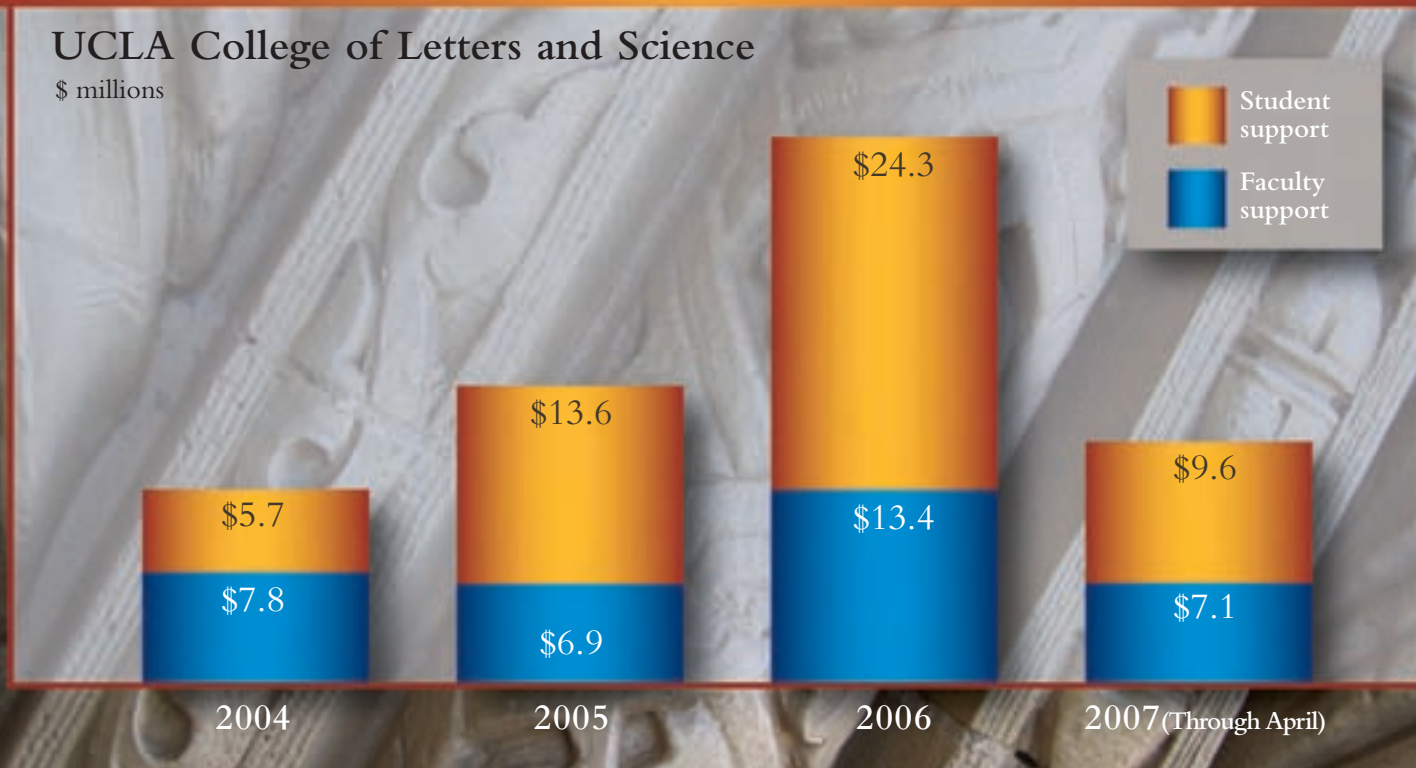 UCLA College of Letters and Science
$ millions
Student
support
Faculty
support
$24.3
$13.6
$9.6
$5.7
$13.4
$7.8
$7.1
$6.9
2004 2005 2006 2007(Through April)